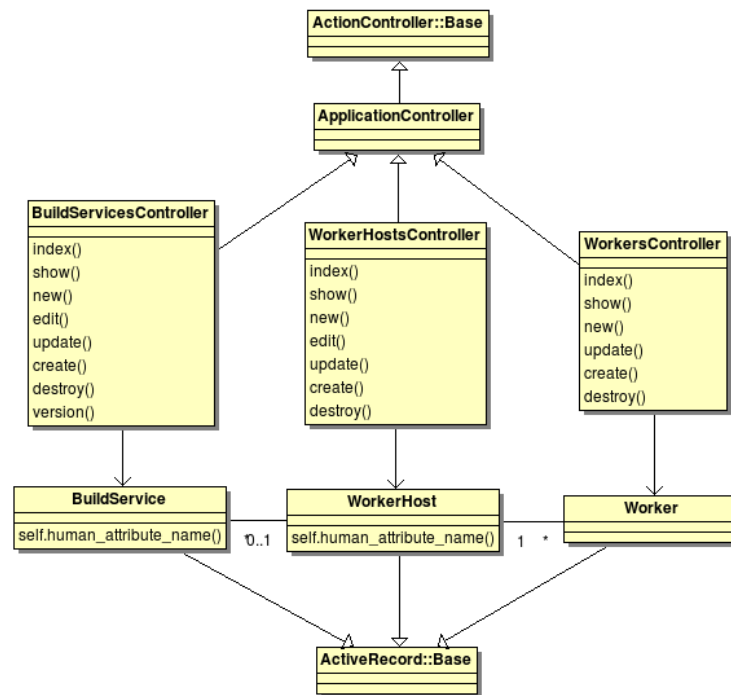 ActionController::Base
ApplicationController
BuildServicesController
index()
show()
new()
edit()
update()
create()
destroy()
version()
WorkerHostsController
index()
show()
new()
edit()
update()
create()
destroy()
WorkersController
index()
show()
new()
update()
create()
destroy()
BuildService
self.human_attribute_name()
* 0..1
WorkerHost
self.human_attribute_name()
1 *
Worker
ActiveRecord::Base